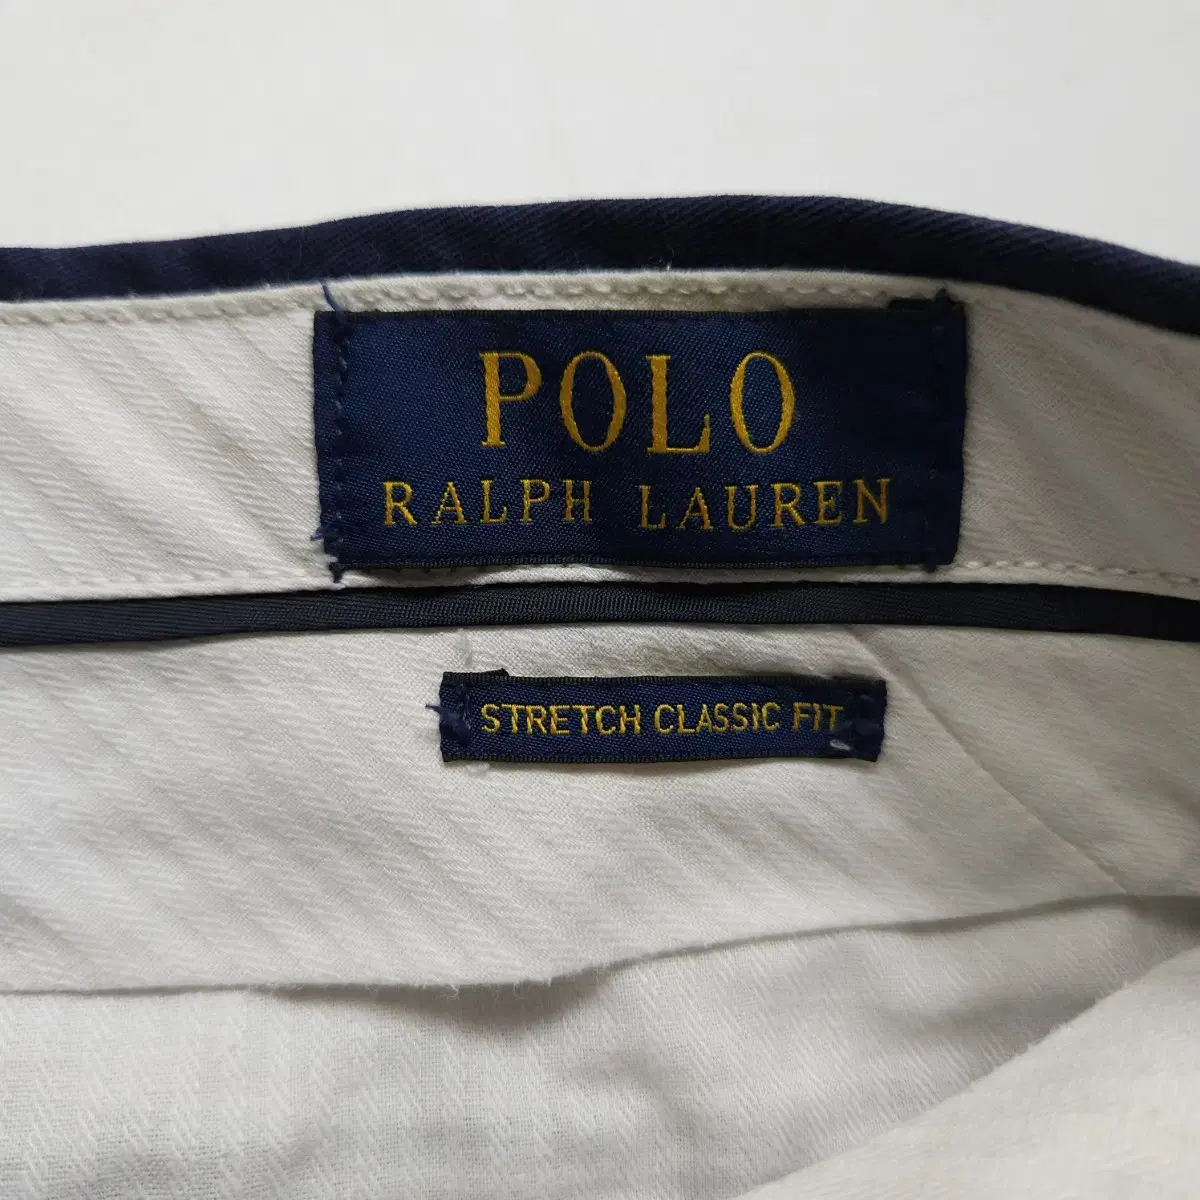 POLO
RALPH LAUREN
STRETCH CLASSIC FIT